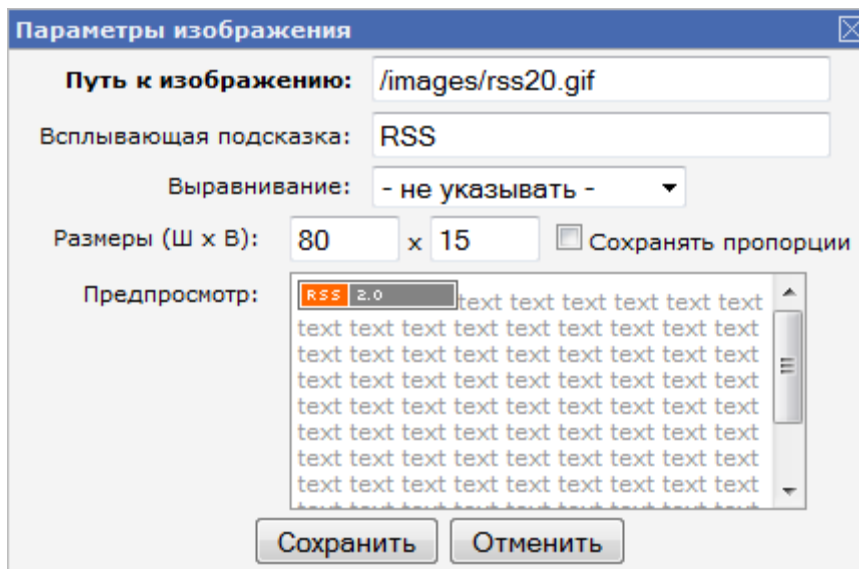 Параметры изображения
Путь к изображению: /images/rss20.gif
Всплывающая подсказка: RSS
Выравнивание: - не указывать -
Размеры (Ш x В): 80 x 15 Сохранять пропорции
Предпросмотр: RSS 2.0 text text text text text text
text text text text text text text text text
text text text text text text text text text
text text text text text text text text text
text text text text text text text text text
text text text text text text text text text
text text text text text text text text text
text text text text text text text text text
Сохранить Отменить